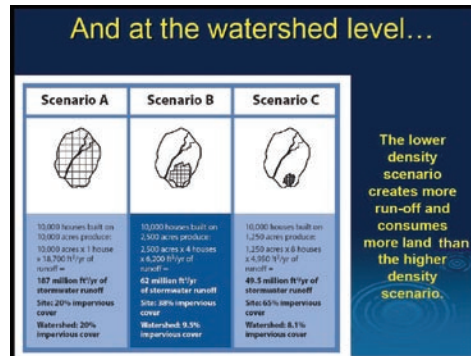 And at the watershed level…
Scenario A
10,000 houses built on
10,000 acres produce:
10,000 acres x 1 house
x 18,700 ft³/yr of
runoff =
187 million ft³/yr of
stormwater runoff
Site: 20% impervious
cover
Watershed: 20%
impervious cover
Scenario B
10,000 houses built on
2,500 acres produce:
2,500 acres x 4 houses
x 6,200 ft³/yr of
runoff =
62 million ft³/yr
of stormwater runoff
Site: 38% impervious
cover
Watershed: 9.5%
impervious cover
Scenario C
10,000 houses built on
1,250 acres produce:
1,250 acres x 8 houses
x 4,950 ft³/yr of
runoff =
49.5 million ft³/yr
of stormwater runoff
Site: 65% impervious
cover
Watershed: 8.1%
impervious cover
The lower
density
scenario
creates more
run-off and
consumes
more land than
the higher
density
scenario.